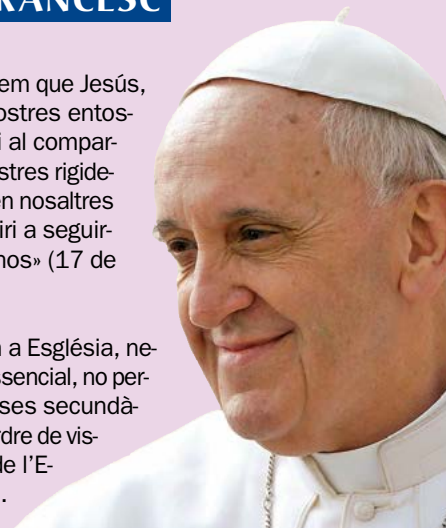 RANCESC
em que Jesús,
ostres entos-
i al compar-
stres rigide-
en nosaltres
iri a seguir-
nos» (17 de
a Església, ne-
ssencial, no per-
ses secundà-
rdre de vis-
de l’E-
.